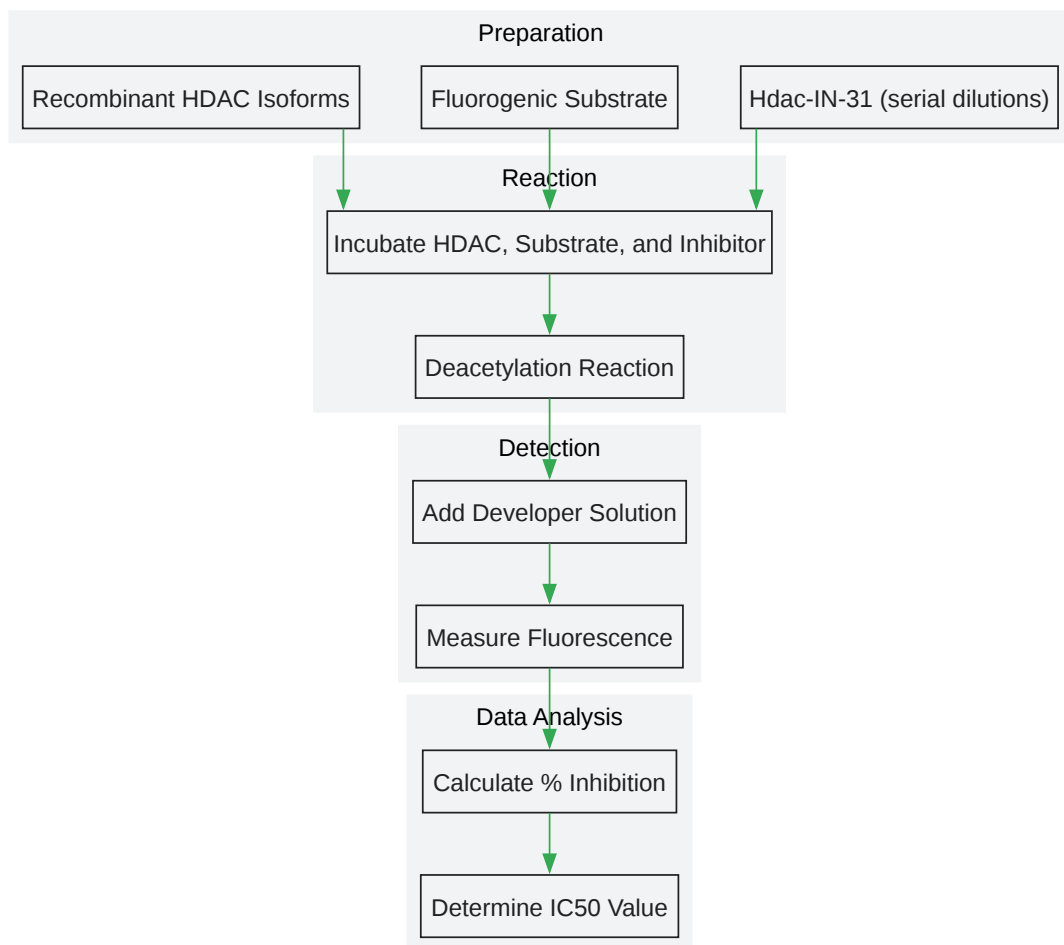 Preparation
Recombinant HDAC Isoforms
Fluorogenic Substrate
Hdac-IN-31 (serial dilutions)
Reaction
Incubate HDAC, Substrate, and Inhibitor
Deacetylation Reaction
Detection
Add Developer Solution
Measure Fluorescence
Data Analysis
Calculate % Inhibition
Determine IC50 Value